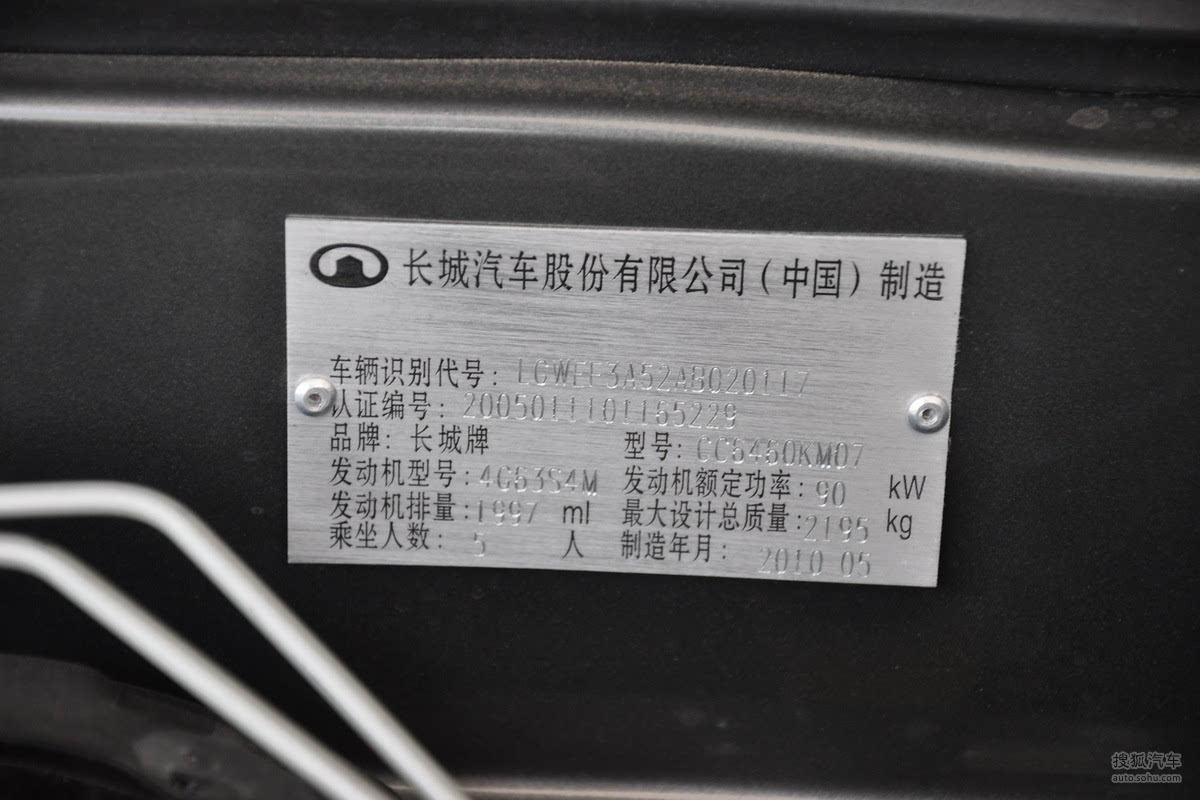 长城汽车股份有限公司（中国）制造
车辆识别代号：LGWEF3A52AB020117
认证编号：2005011101165229
品牌：长城牌 型号：CC6460KM07
发动机型号：4G63S4M 发动机额定功率：90 kW
发动机排量：1997 ml 最大设计总质量：2195 kg
乘坐人数：5 人 制造年月：2010 05
搜狐汽车
auto.sohu.com